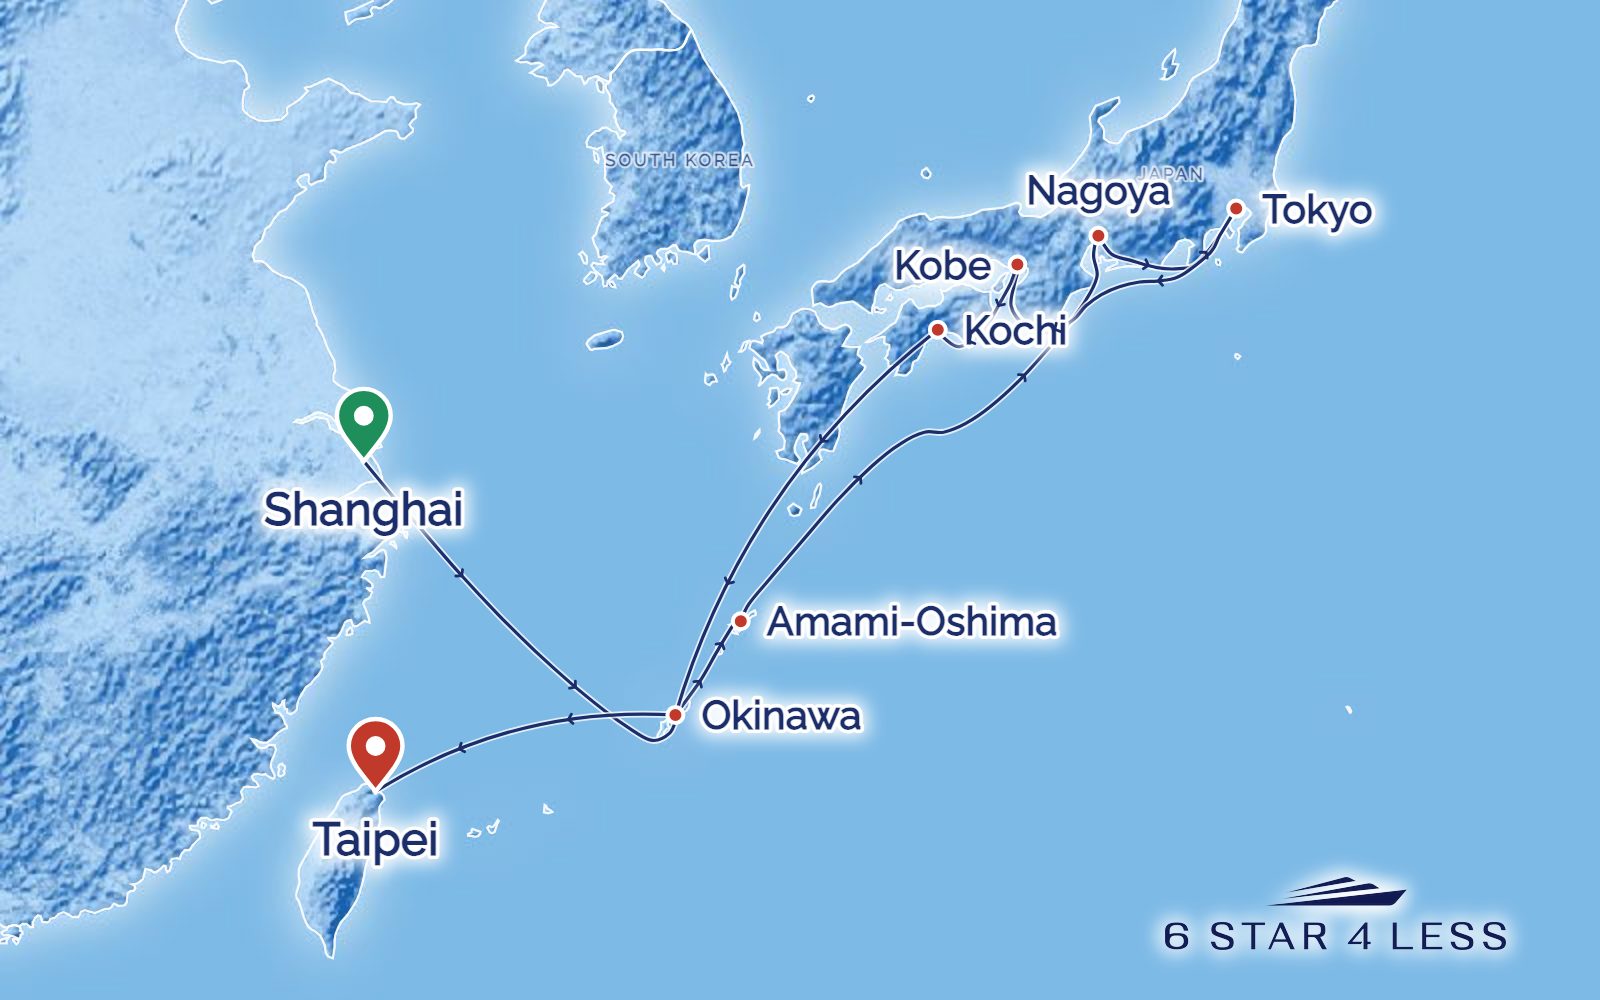 SOUTH KOREA
JAPAN
Nagoya
Tokyo
Kobe
Kochi
Shanghai
Amami-Oshima
Okinawa
Taipei
6 STAR 4 LESS